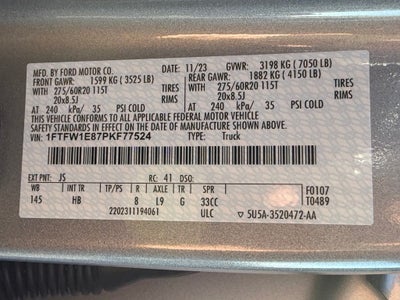 MFD. BY FORD MOTOR CO. 11/23 GVWR: 3198 KG ( 7050 LB)
FRONT GAWR: 1599 KG ( 3525 LB) REAR GAWR: 1882 KG ( 4150 LB)
WITH 275/60R20 115T TIRES WITH 275/60R20 115T TIRES
20x8.5J RIMS 20x8.5J RIMS
AT 240 kPa/ 35 PSI COLD AT 240 kPa/ 35 PSI COLD
THIS VEHICLE CONFORMS TO ALL APPLICABLE FEDERAL MOTOR VEHICLE
SAFETY STANDARDS IN EFFECT ON THE DATE OF MANUFACTURE SHOWN ABOVE.
VIN: 1FTFW1E87PKF77524 TYPE: Truck
EXT PNT: JS RC: 41 DSO:
WB INT TR TP/PS R AXLE TR SPR F0107
145 HB 8 L9 G 33CC T0489
2202311194061 ULC 5U5A-3520472-AA